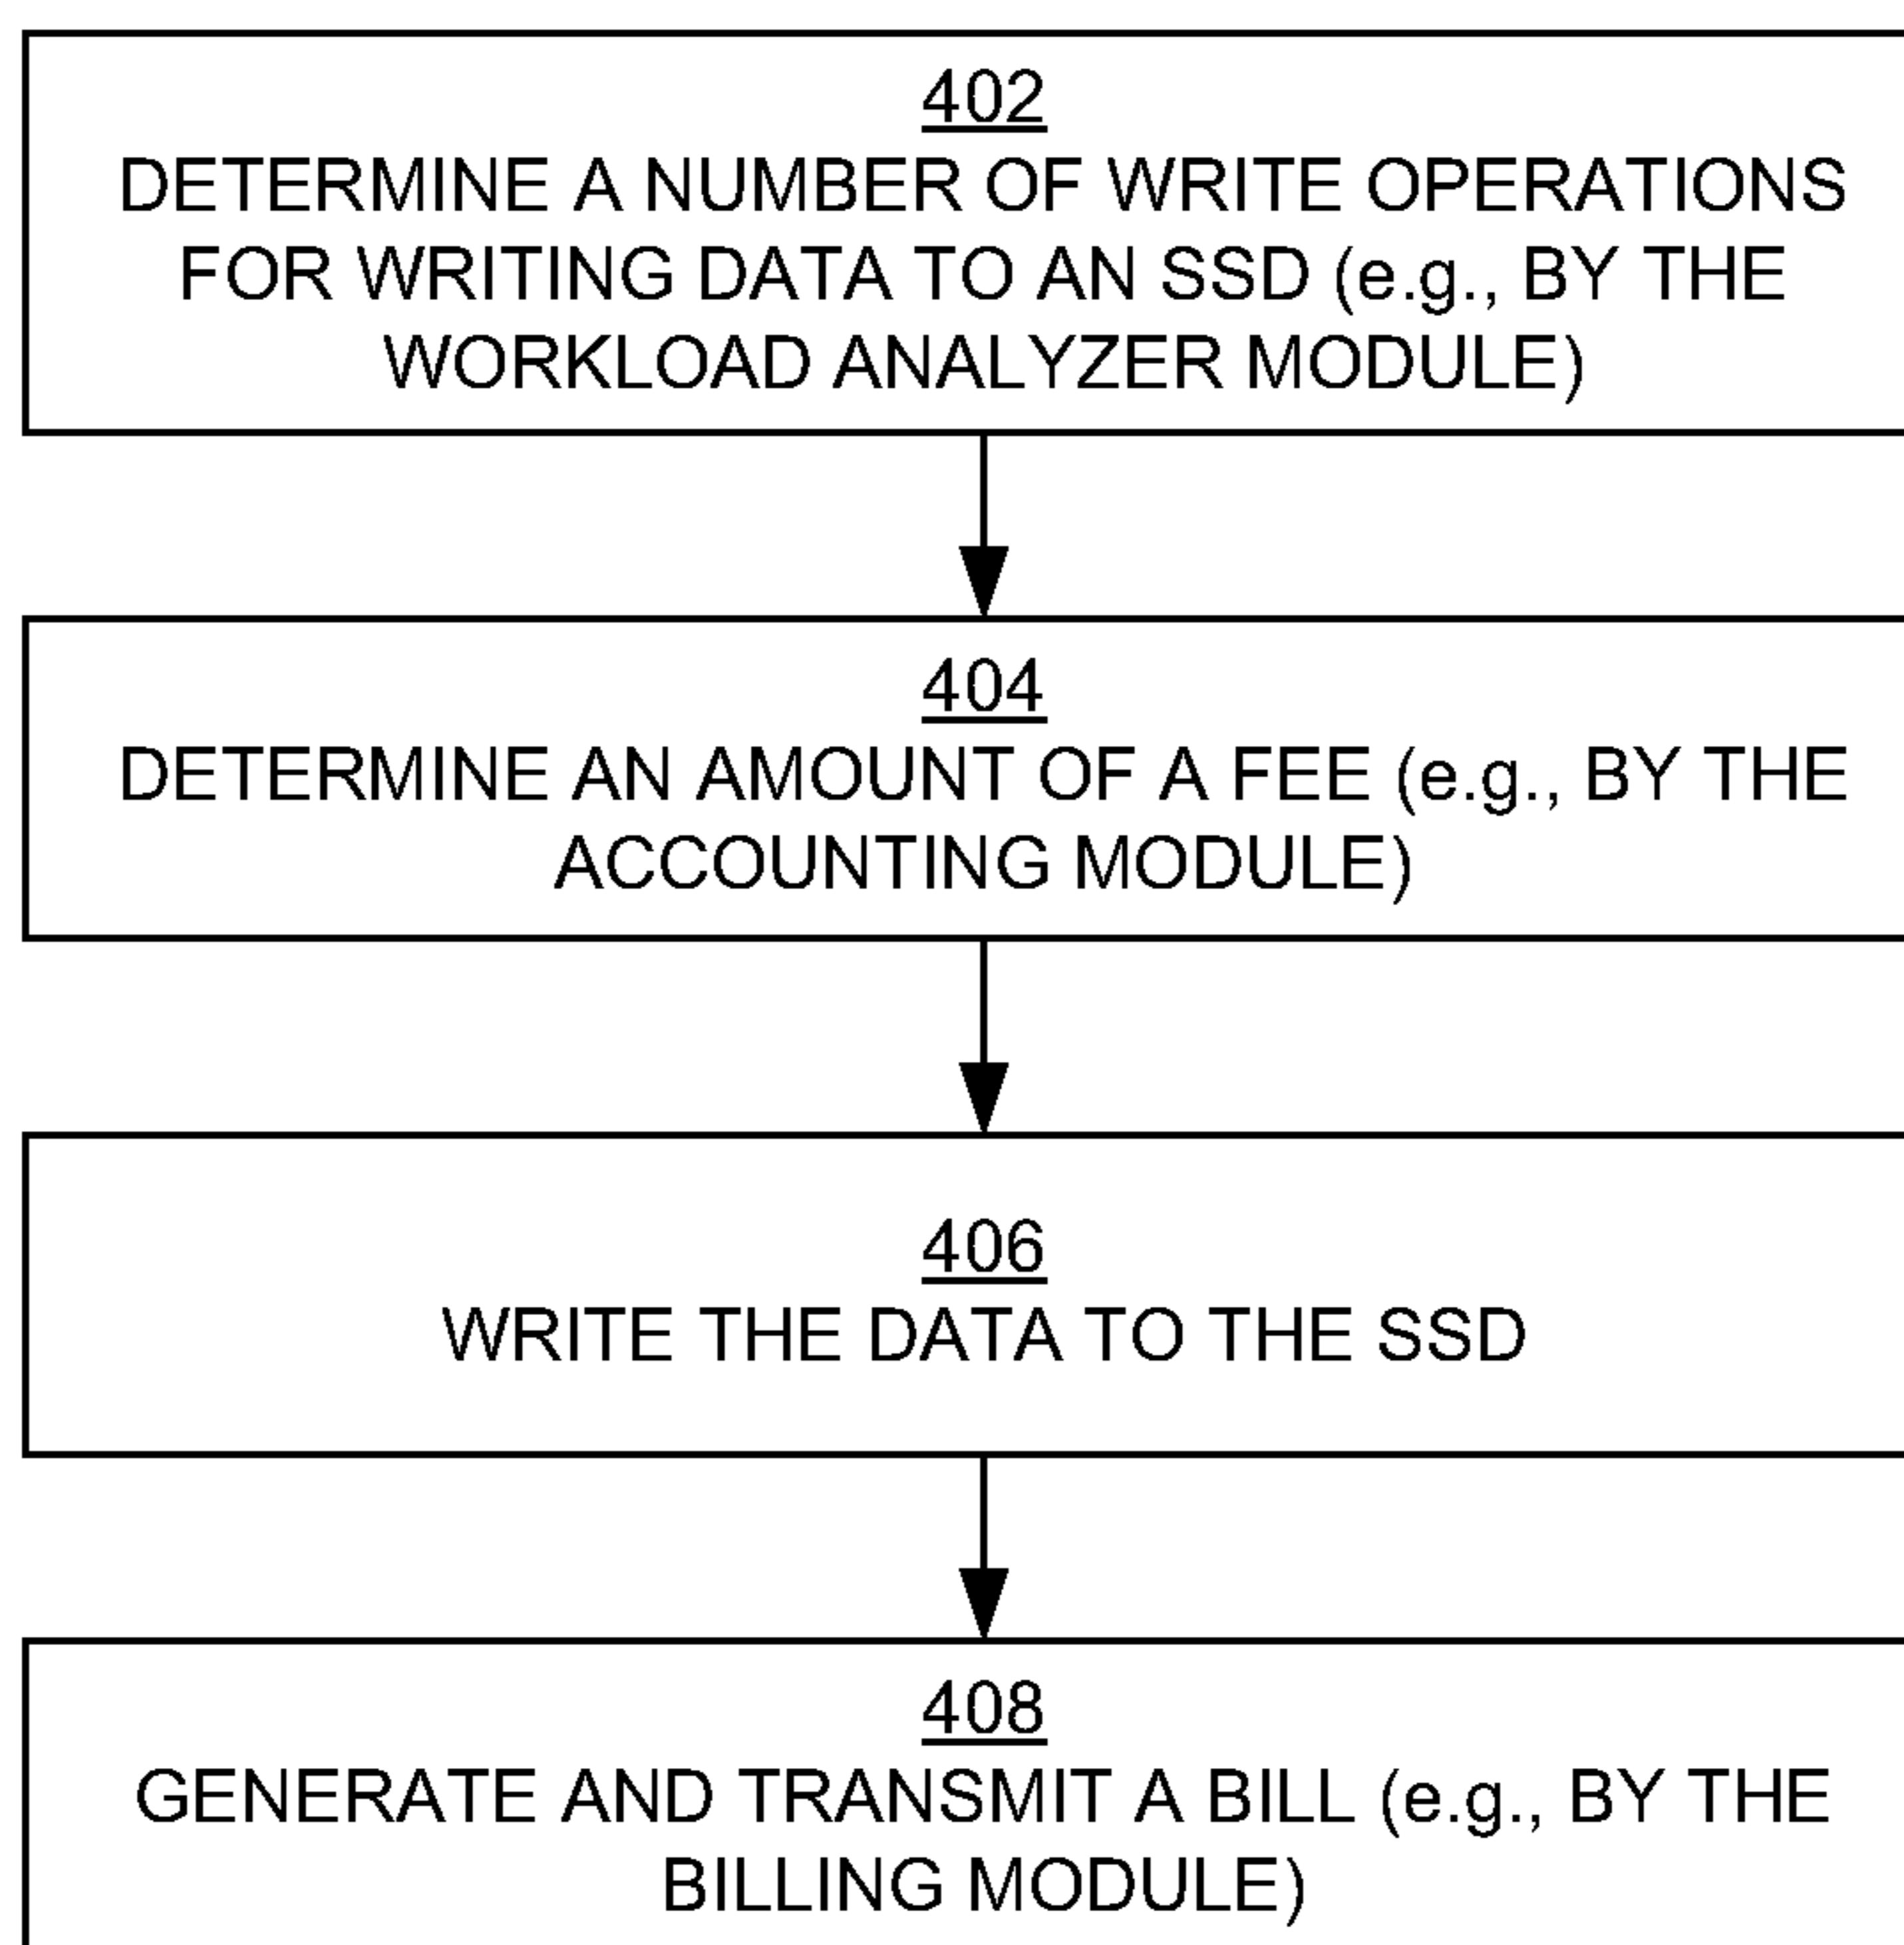 402
DETERMINE A NUMBER OF WRITE OPERATIONS
FOR WRITING DATA TO AN SSD (e.g., BY THE
WORKLOAD ANALYZER MODULE)
404
DETERMINE AN AMOUNT OF A FEE (e.g., BY THE
ACCOUNTING MODULE)
406
WRITE THE DATA TO THE SSD
408
GENERATE AND TRANSMIT A BILL (e.g., BY THE
BILLING MODULE)